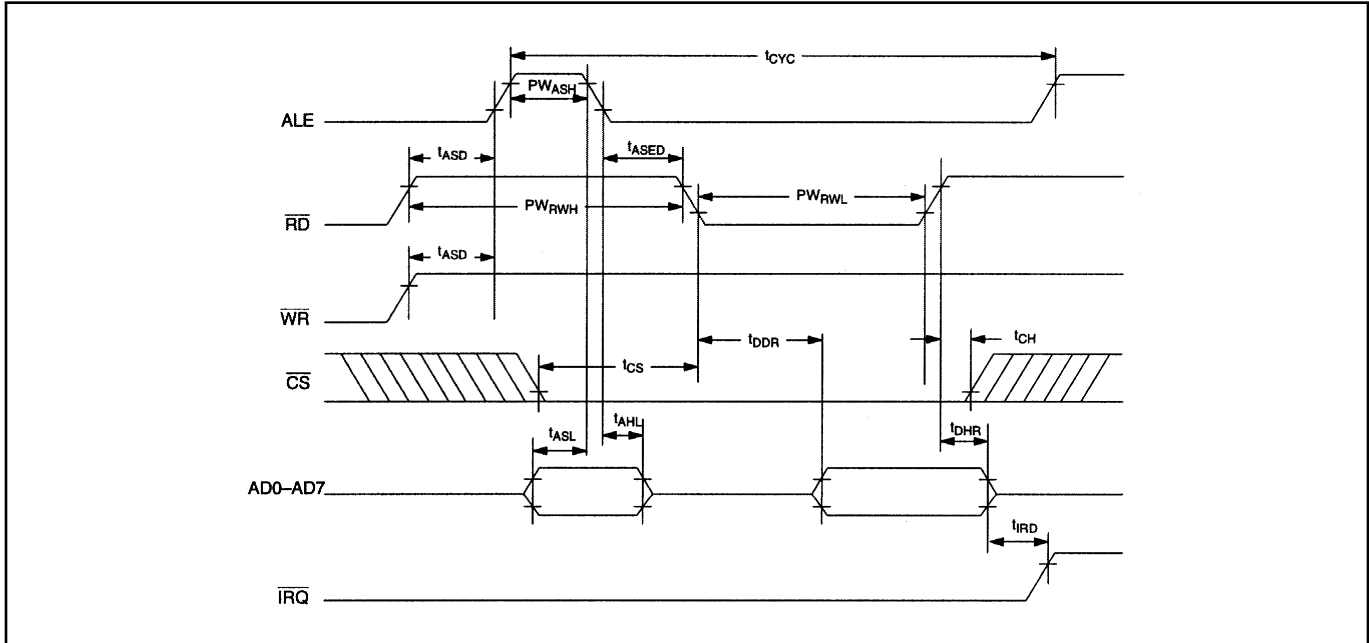 tCYC
PWASH
ALE
tASD
tASED
PWRWH
PWRWL
RD
tASD
WR
tDDR
tCH
tCS
CS
tASL
tAHL
tDHR
AD0–AD7
tIRD
IRQ